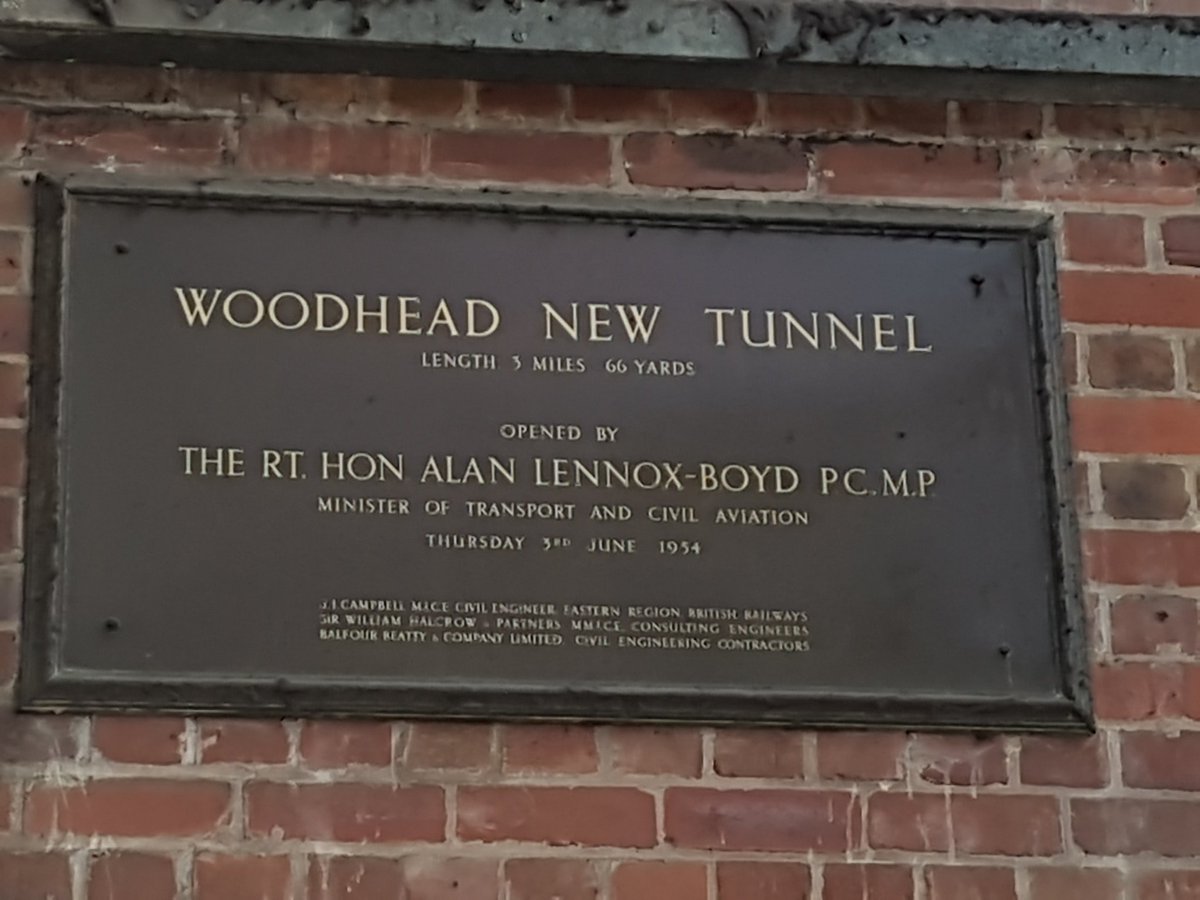 WOODHEAD NEW TUNNEL
LENGTH 3 MILES 66 YARDS
OPENED BY
THE RT. HON ALAN LENNOX-BOYD P.C. M.P.
MINISTER OF TRANSPORT AND CIVIL AVIATION
THURSDAY 3RD JUNE 1954
CAMPBELL M.I.C.E. CIVIL ENGINEER, EASTERN REGION, BRITISH RAILWAYS
SIR WILLIAM HALCROW & PARTNERS, MM.I.C.E. CONSULTING ENGINEERS
BALFOUR BEATTY & COMPANY LIMITED, CIVIL ENGINEERING CONTRACTORS